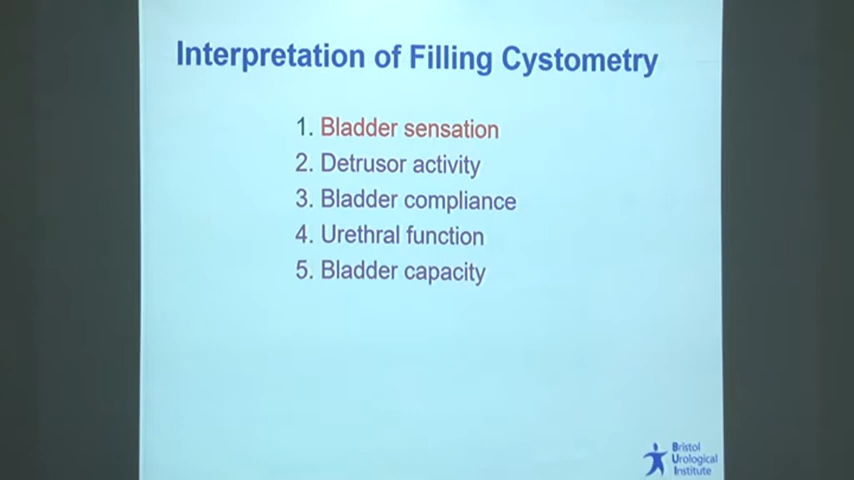 Interpretation of Filling Cystometry
1. Bladder sensation
2. Detrusor activity
3. Bladder compliance
4. Urethral function
5. Bladder capacity
Bristol
Urological
Institute